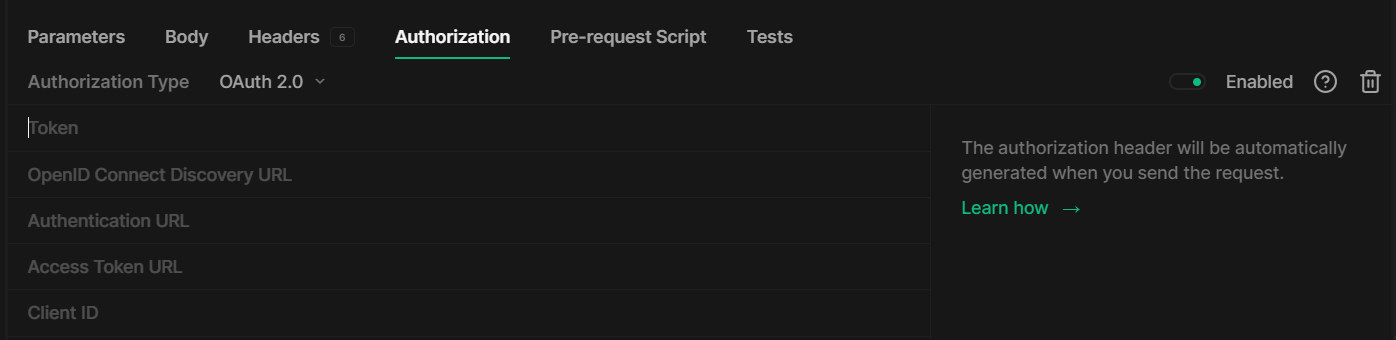 Parameters Body Headers 6 Authorization Pre-request Script Tests
Authorization Type OAuth 2.0 Enabled
Token
OpenID Connect Discovery URL
Authentication URL
Access Token URL
Client ID
The authorization header will be automatically
generated when you send the request.
Learn how →